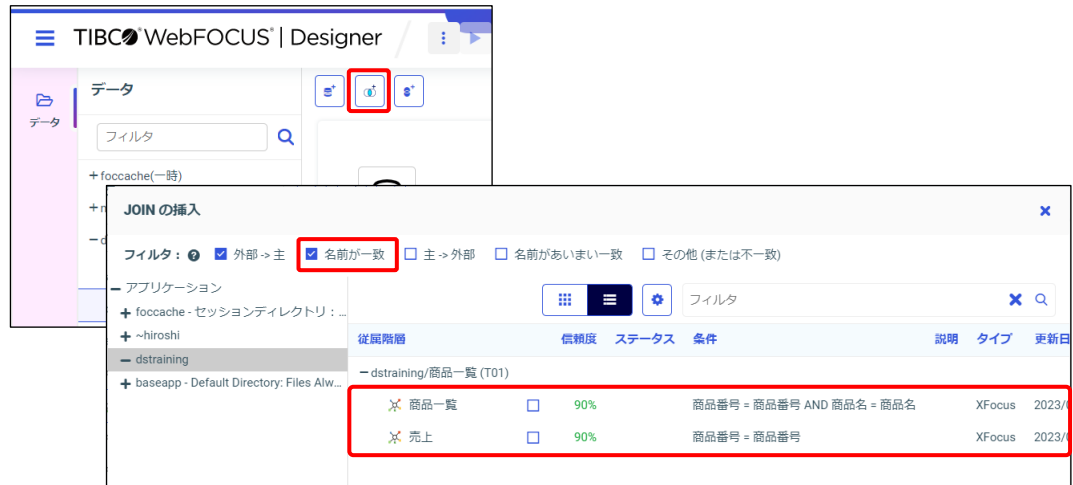 TIBCO WebFOCUS® | Designer
データ
データ
フィルタ
foccache(一時)
JOIN の挿入
フィルタ : 外部 -> 主 名前が一致 主 -> 外部 名前があいまい一致 その他 (または不一致)
アプリケーション
foccache - セッションディレクトリ : ...
~hiroshi
dstraining
baseapp - Default Directory: Files Alw...
フィルタ
従属階層 信頼度 ステータス 条件 説明 タイプ 更新日
dstraining/商品一覧 (T01)
商品一覧 90% 商品番号 = 商品番号 AND 商品名 = 商品名 XFocus 2023/
売上 90% 商品番号 = 商品番号 XFocus 2023/